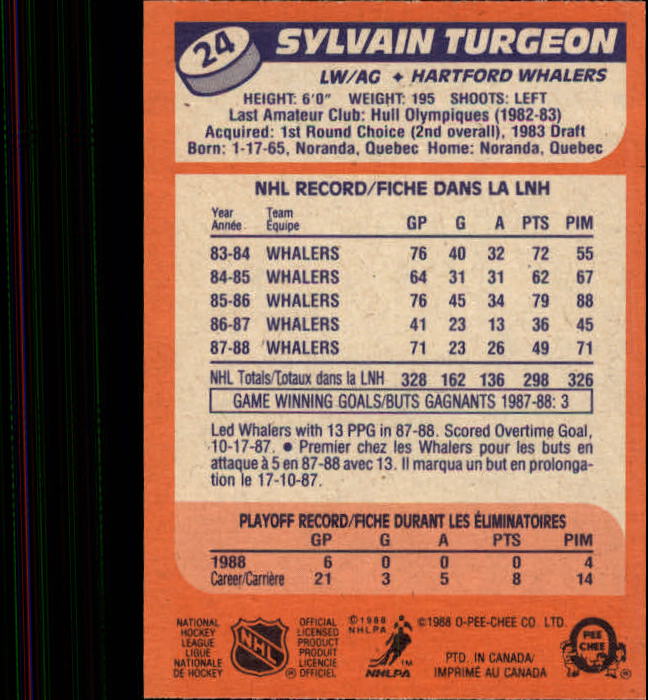 24
SYLVAIN TURGEON
LW/AG ✦ HARTFORD WHALERS
HEIGHT: 6'0" WEIGHT: 195 SHOOTS: LEFT
Last Amateur Club: Hull Olympiques (1982-83)
Acquired: 1st Round Choice (2nd overall), 1983 Draft
Born: 1-17-65, Noranda, Quebec Home: Noranda, Quebec
NHL RECORD/FICHE DANS LA LNH
Year Team
Année Équipe GP G A PTS PIM
83-84 WHALERS 76 40 32 72 55
84-85 WHALERS 64 31 31 62 67
85-86 WHALERS 76 45 34 79 88
86-87 WHALERS 41 23 13 36 45
87-88 WHALERS 71 23 26 49 71
NHL Totals/Totaux dans la LNH 328 162 136 298 326
GAME WINNING GOALS/BUTS GAGNANTS 1987-88: 3
Led Whalers with 13 PPG in 87-88. Scored Overtime Goal,
10-17-87. ● Premier chez les Whalers pour les buts en
attaque à 5 en 87-88 avec 13. Il marqua un but en prolonga-
tion le 17-10-87.
PLAYOFF RECORD/FICHE DURANT LES ÉLIMINATOIRES
GP G A PTS PIM
1988 6 0 0 0 4
Career/Carrière 21 3 5 8 14
NATIONAL
HOCKEY
LEAGUE
LIGUE
NATIONALE
DE HOCKEY
NHL
®
OFFICIAL
LICENSED
PRODUCT
PRODUIT
LICENCIÉ
OFFICIEL
©1988
NHLPA
TM
NHLPA
©1988 O-PEE-CHEE CO. LTD.
PTD. IN CANADA/
IMPRIMÉ AU CANADA
PEE
CHEE
®